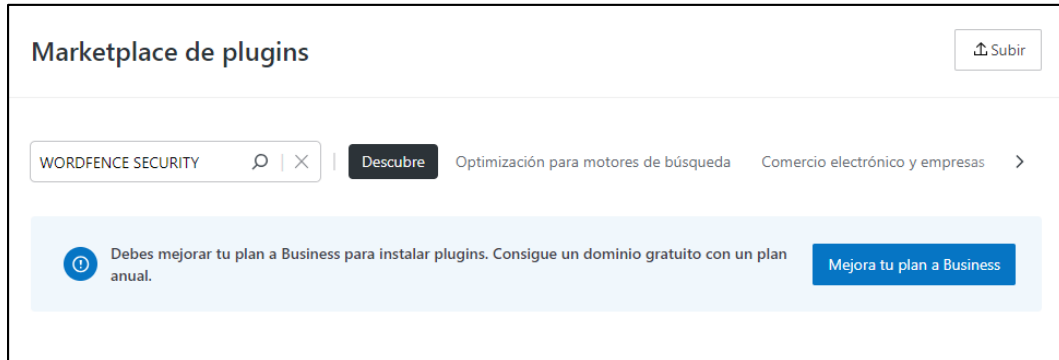 Marketplace de plugins
Subir
WORDFENCE SECURITY
Descubre
Optimización para motores de búsqueda
Comercio electrónico y empresas
Debes mejorar tu plan a Business para instalar plugins. Consigue un dominio gratuito con un plan
anual.
Mejora tu plan a Business